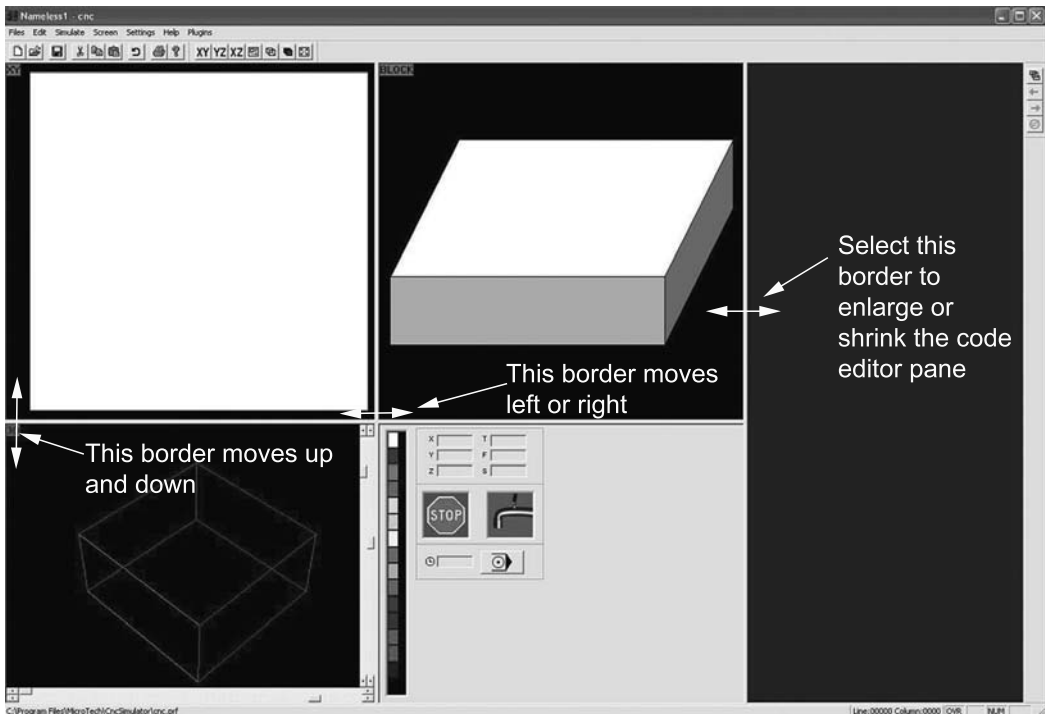 Nameless1 - cnc
Files Edit Simulate Screen Settings Help Plugins
XY YZ XZ
XY
BLOCK
Select this
border to
enlarge or
shrink the code
editor pane
This border moves
left or right
This border moves up
and down
X T
Y F
Z S
STOP
C:\Program Files\MicroTech\CncSimulator\cnc.prf
Line:00000 Column:0000 OVR NUM